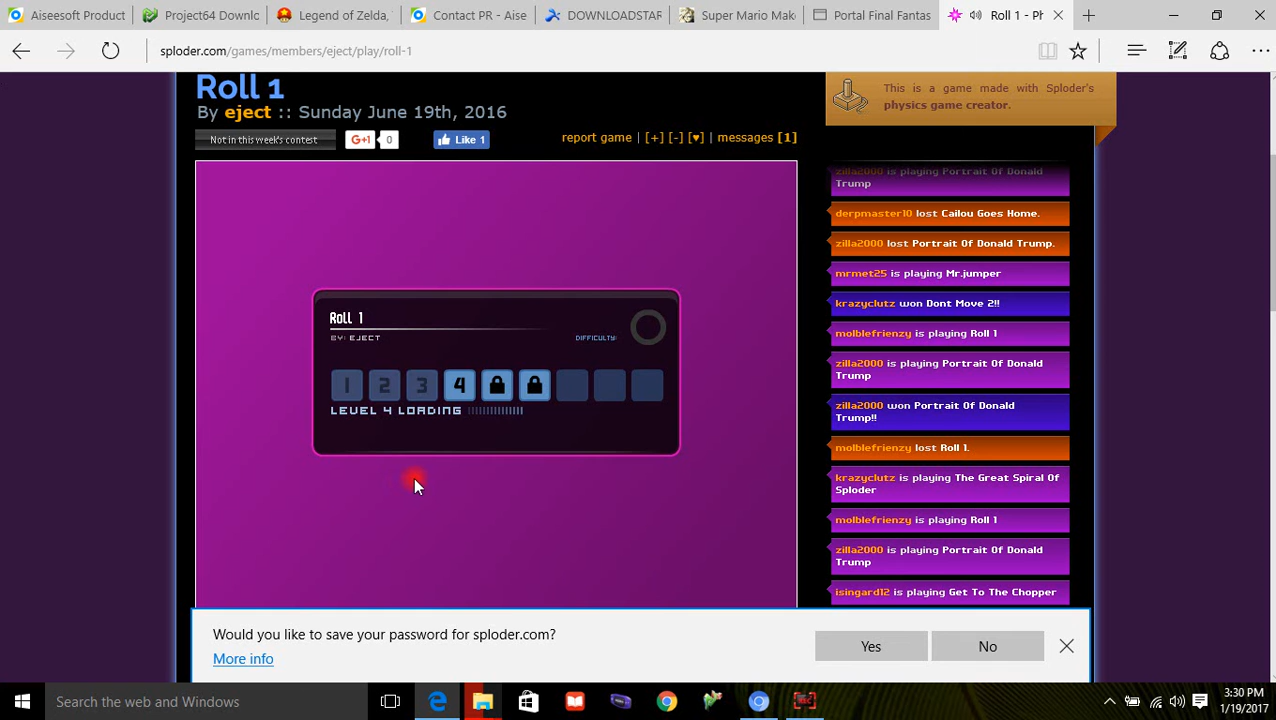 Aiseesoft Product
Project64 Downloa
Legend of Zelda,
Contact PR - Aise
DOWNLOADSTAF
Super Mario Make
Portal Final Fantas
Roll 1 - Ph
sploder.com/games/members/eject/play/roll-1
Roll 1
By eject :: Sunday June 19th, 2016
Not in this week's contest
G+1 0
Like 1
report game | [+] [-] [♥] | messages [1]
This is a game made with Sploder's
physics game creator.
Roll 1
BY: EJECT
DIFFICULTY:
1 2 3 4
LEVEL 4 LOADING
zilla2000 is playing Portrait Of Donald
Trump
derpmaster10 lost Cailou Goes Home.
zilla2000 lost Portrait Of Donald Trump.
mrmet25 is playing Mr.jumper
krazyclutz won Dont Move 2!!
molblefrienzy is playing Roll 1
zilla2000 is playing Portrait Of Donald
Trump
zilla2000 won Portrait Of Donald
Trump!!
molblefrienzy lost Roll 1.
krazyclutz is playing The Great Spiral Of
Sploder
molblefrienzy is playing Roll 1
zilla2000 is playing Portrait Of Donald
Trump
isingard12 is playing Get To The Chopper
Would you like to save your password for sploder.com?
More info
Yes
No
Search the web and Windows
3:32 PM
1/19/2017